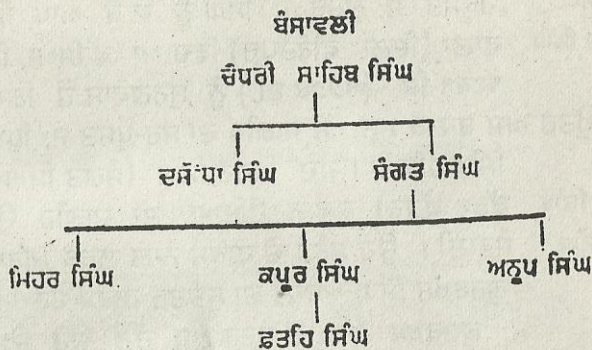 ਬੰਸਾਵਲੀ
ਚੌਧਰੀ ਸਾਹਿਬ ਸਿੰਘ
ਦਸੌਂਧਾ ਸਿੰਘ ਸੰਗਤ ਸਿੰਘ
ਮਿਹਰ ਸਿੰਘ ਕਪੂਰ ਸਿੰਘ ਅਨੂਪ ਸਿੰਘ
ਫ਼ਤਹਿ ਸਿੰਘ